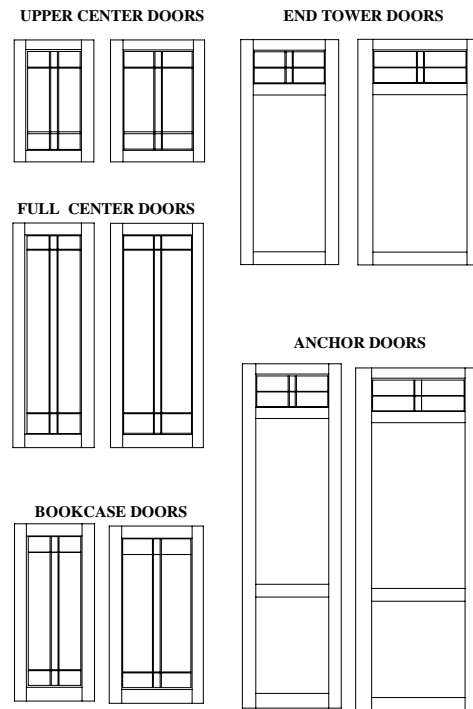 UPPER CENTER DOORS
END TOWER DOORS
FULL CENTER DOORS
ANCHOR DOORS
BOOKCASE DOORS